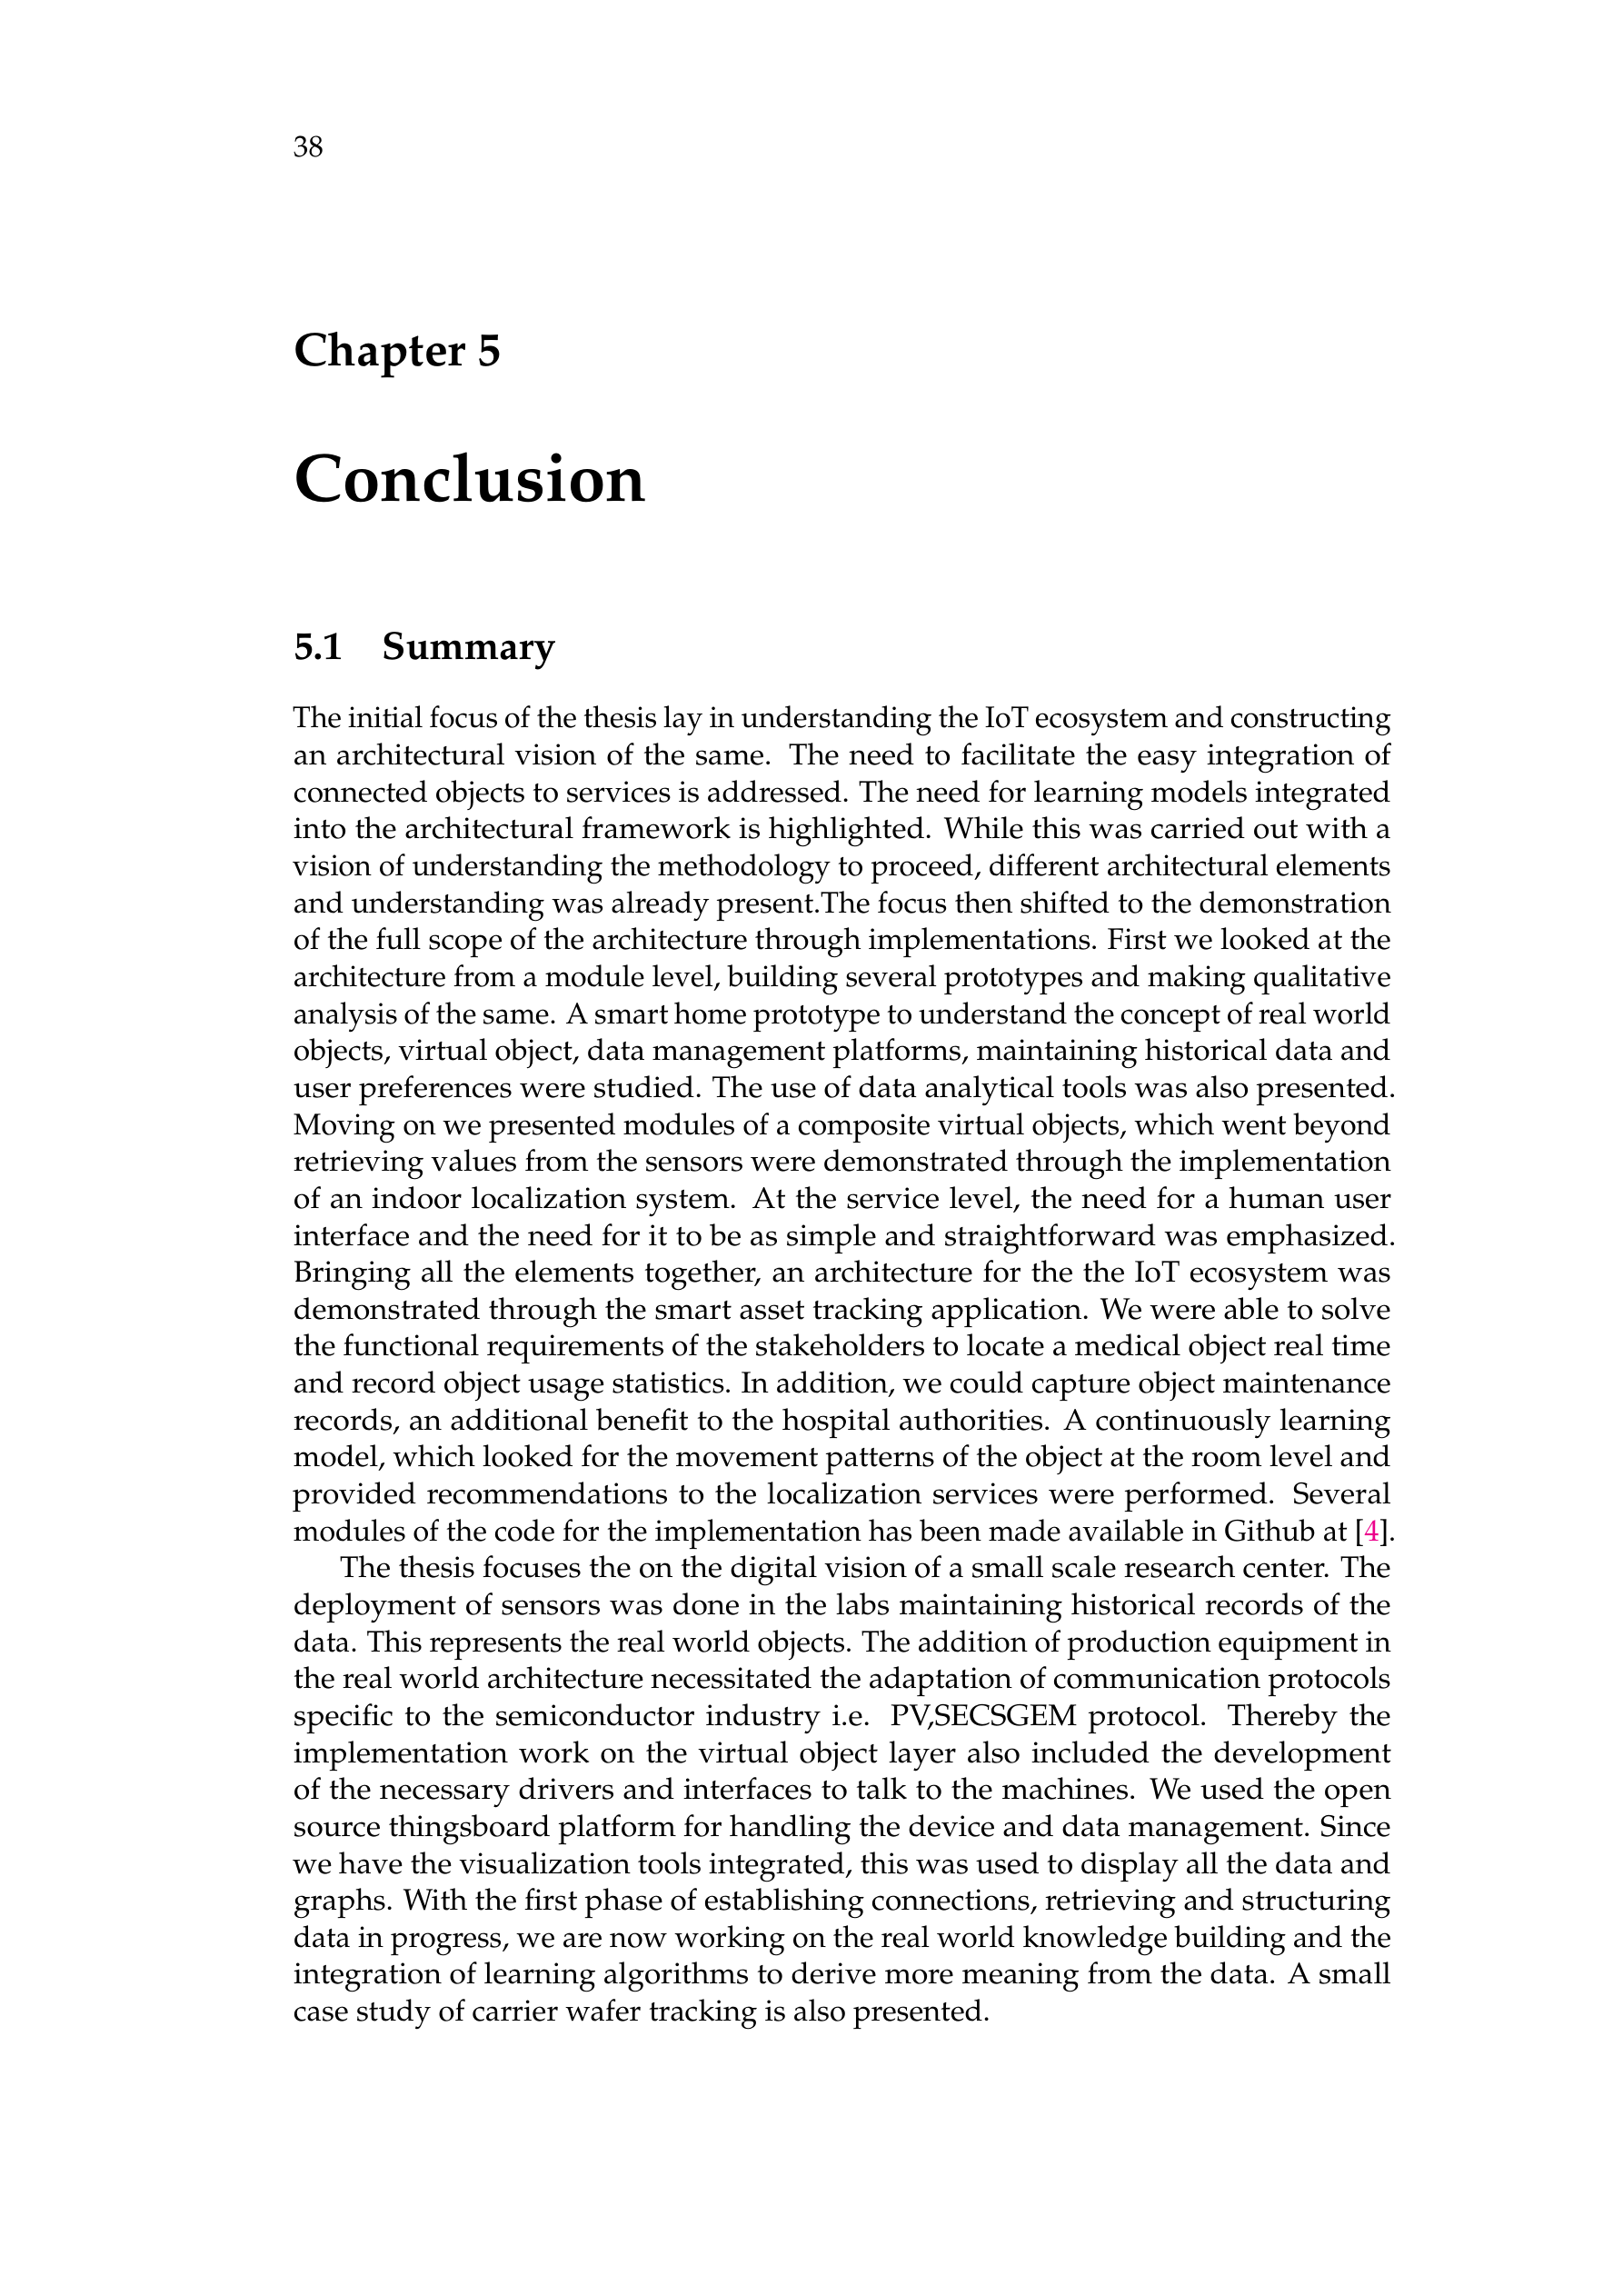 38
Chapter 5
Conclusion
5.1 Summary
The initial focus of the thesis lay in understanding the IoT ecosystem and constructing
an architectural vision of the same. The need to facilitate the easy integration of
connected objects to services is addressed. The need for learning models integrated
into the architectural framework is highlighted. While this was carried out with a
vision of understanding the methodology to proceed, different architectural elements
and understanding was already present.The focus then shifted to the demonstration
of the full scope of the architecture through implementations. First we looked at the
architecture from a module level, building several prototypes and making qualitative
analysis of the same. A smart home prototype to understand the concept of real world
objects, virtual object, data management platforms, maintaining historical data and
user preferences were studied. The use of data analytical tools was also presented.
Moving on we presented modules of a composite virtual objects, which went beyond
retrieving values from the sensors were demonstrated through the implementation
of an indoor localization system. At the service level, the need for a human user
interface and the need for it to be as simple and straightforward was emphasized.
Bringing all the elements together, an architecture for the the IoT ecosystem was
demonstrated through the smart asset tracking application. We were able to solve
the functional requirements of the stakeholders to locate a medical object real time
and record object usage statistics. In addition, we could capture object maintenance
records, an additional benefit to the hospital authorities. A continuously learning
model, which looked for the movement patterns of the object at the room level and
provided recommendations to the localization services were performed. Several
modules of the code for the implementation has been made available in Github at [4].
The thesis focuses the on the digital vision of a small scale research center. The
deployment of sensors was done in the labs maintaining historical records of the
data. This represents the real world objects. The addition of production equipment in
the real world architecture necessitated the adaptation of communication protocols
specific to the semiconductor industry i.e. PV,SECSGEM protocol. Thereby the
implementation work on the virtual object layer also included the development
of the necessary drivers and interfaces to talk to the machines. We used the open
source thingsboard platform for handling the device and data management. Since
we have the visualization tools integrated, this was used to display all the data and
graphs. With the first phase of establishing connections, retrieving and structuring
data in progress, we are now working on the real world knowledge building and the
integration of learning algorithms to derive more meaning from the data. A small
case study of carrier wafer tracking is also presented.